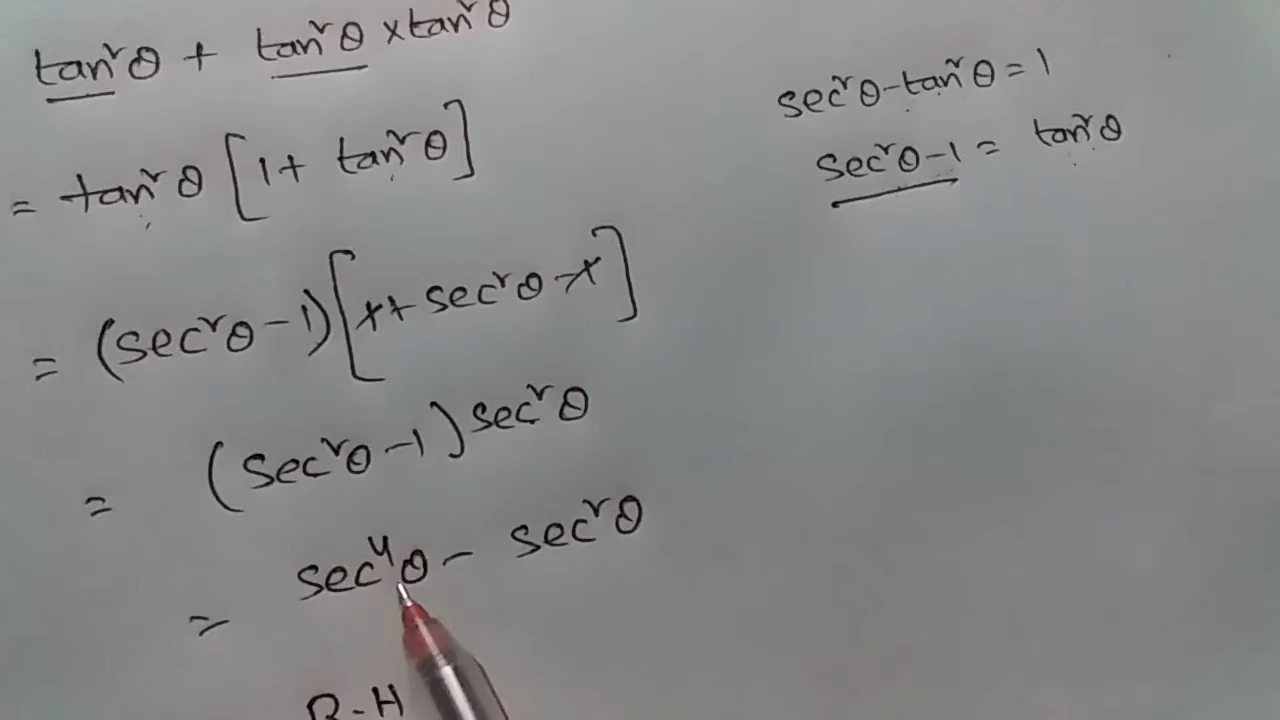 tan²θ + tan²θ × tan²θ
= tan²θ [1 + tan²θ]
= (sec²θ - 1) [1 + sec²θ - 1]
= (sec²θ - 1) sec²θ
= sec⁴θ - sec²θ
R-H
sec²θ - tan²θ = 1
sec²θ - 1 = tan²θ